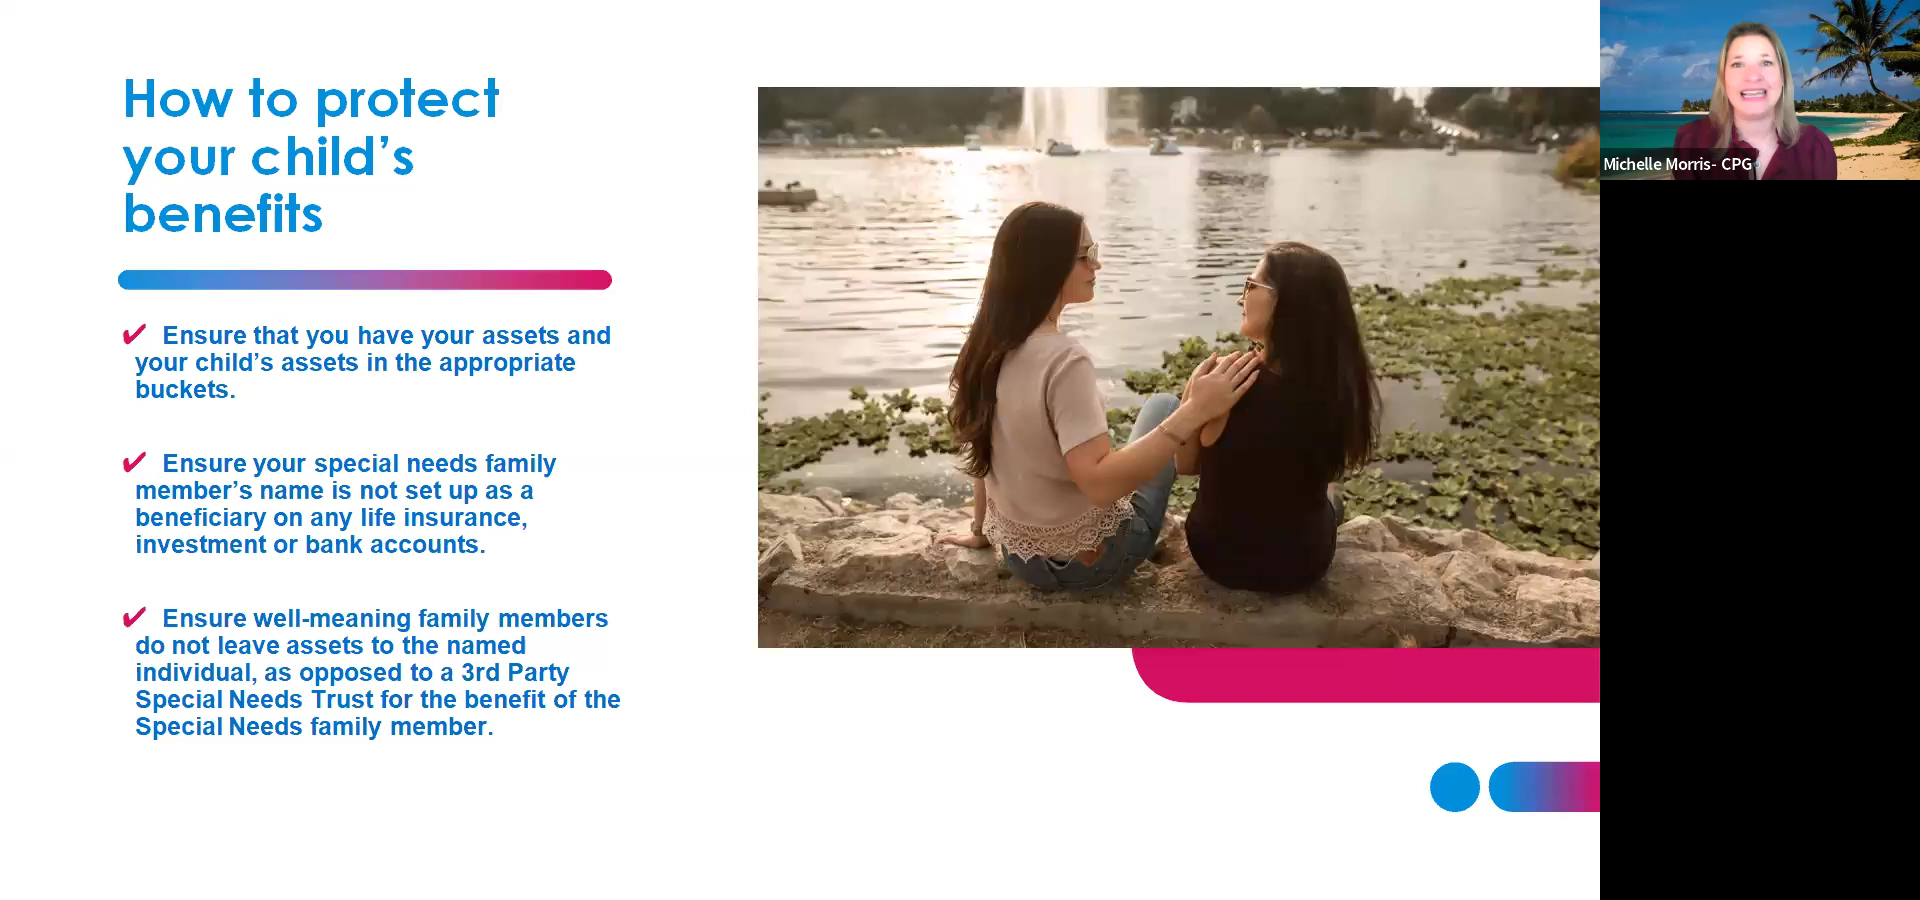 How to protect
your child’s
benefits
✔ Ensure that you have your assets and
your child’s assets in the appropriate
buckets.
✔ Ensure your special needs family
member’s name is not set up as a
beneficiary on any life insurance,
investment or bank accounts.
✔ Ensure well-meaning family members
do not leave assets to the named
individual, as opposed to a 3rd Party
Special Needs Trust for the benefit of the
Special Needs family member.
Michelle Morris- CPG